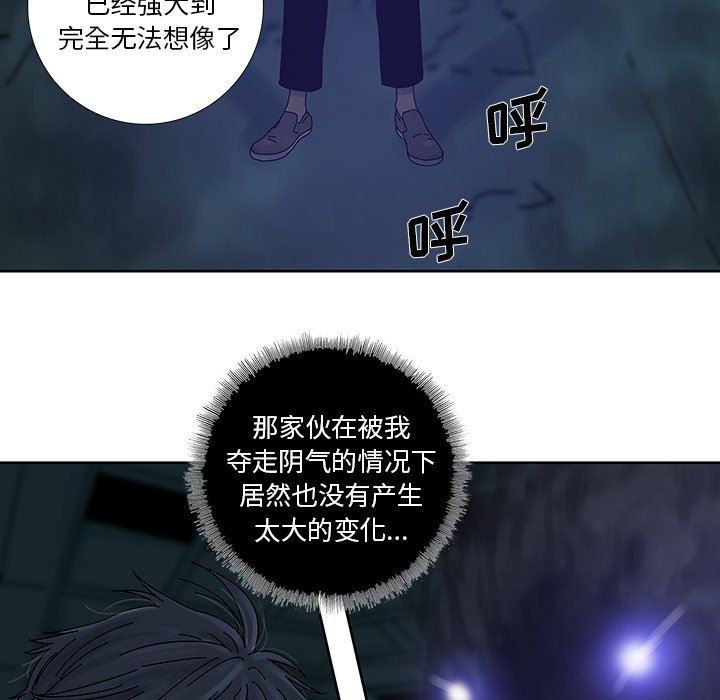 已经强大到
完全无法想像了
呼
呼
那家伙在被我
夺走阴气的情况下
居然也没有产生
太大的变化...